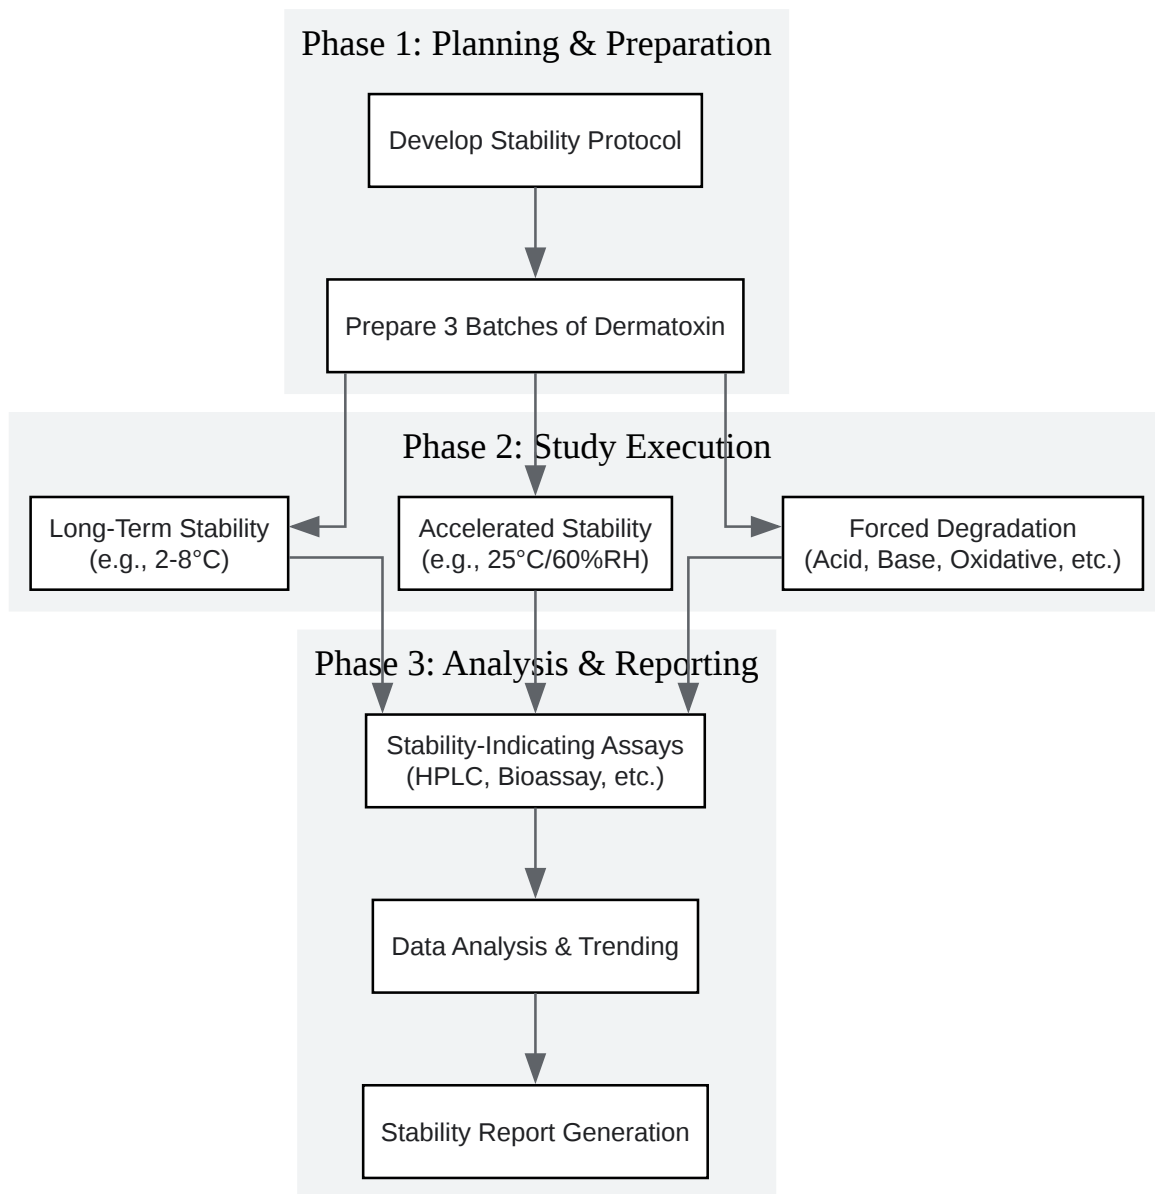 Phase 1: Planning & Preparation
Develop Stability Protocol
Prepare 3 Batches of Dermatoxin
Phase 2: Study Execution
Long-Term Stability
(e.g., 2-8°C)
Accelerated Stability
(e.g., 25°C/60%RH)
Forced Degradation
(Acid, Base, Oxidative, etc.)
Phase 3: Analysis & Reporting
Stability-Indicating Assays
(HPLC, Bioassay, etc.)
Data Analysis & Trending
Stability Report Generation